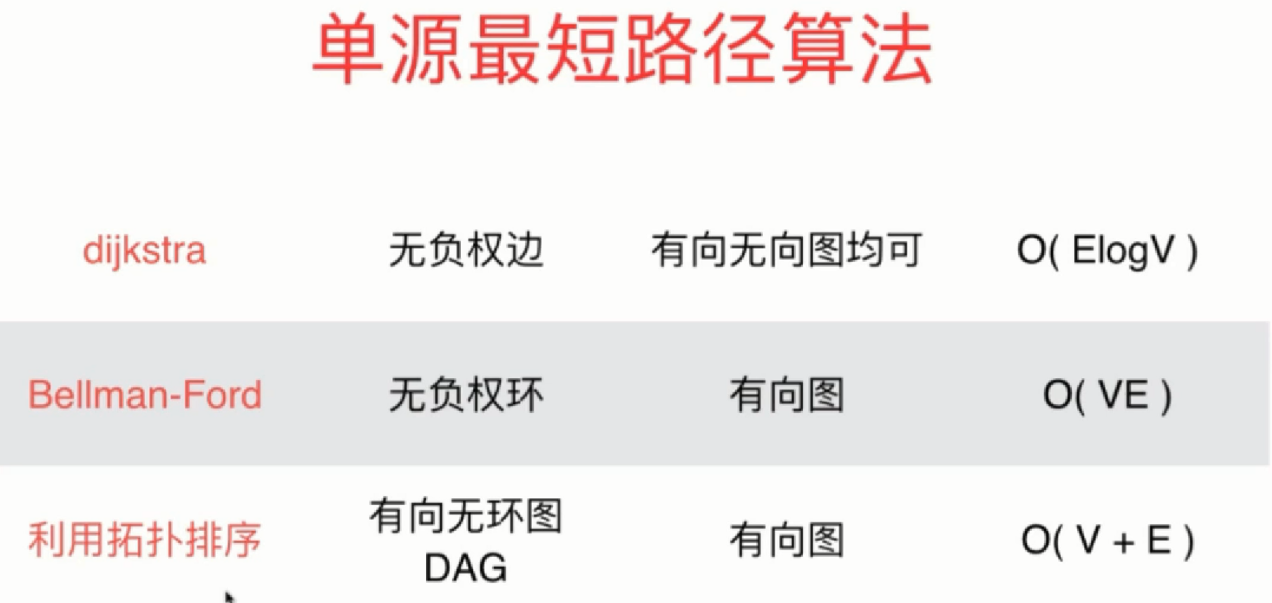 单源最短路径算法
dijkstra 无负权边 有向无向图均可 O( ElogV )
Bellman-Ford 无负权环 有向图 O( VE )
利用拓扑排序 有向无环图 DAG 有向图 O( V + E )